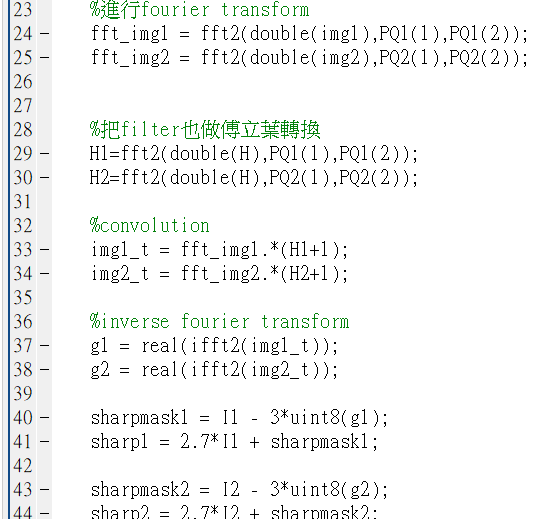 23 %進行fourier transform
24 - fft_img1 = fft2(double(img1),PQ1(1),PQ1(2));
25 - fft_img2 = fft2(double(img2),PQ2(1),PQ2(2));
26
27
28 %把filter也做傅立葉轉換
29 - H1=fft2(double(H),PQ1(1),PQ1(2));
30 - H2=fft2(double(H),PQ2(1),PQ2(2));
31
32 %convolution
33 - img1_t = fft_img1.*(H1+1);
34 - img2_t = fft_img2.*(H2+1);
35
36 %inverse fourier transform
37 - g1 = real(ifft2(img1_t));
38 - g2 = real(ifft2(img2_t));
39
40 - sharpmask1 = I1 - 3*uint8(g1);
41 - sharp1 = 2.7*I1 + sharpmask1;
42
43 - sharpmask2 = I2 - 3*uint8(g2);
44 - sharp2 = 2.7*I2 + sharpmask2;